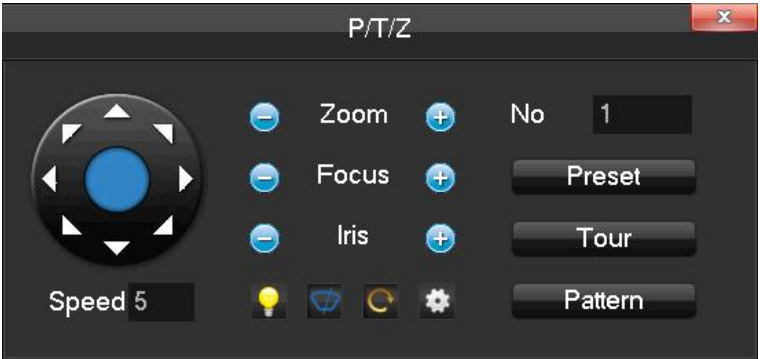 P/T/Z
x
Zoom
No 1
Focus
Preset
Iris
Tour
Speed 5
Pattern